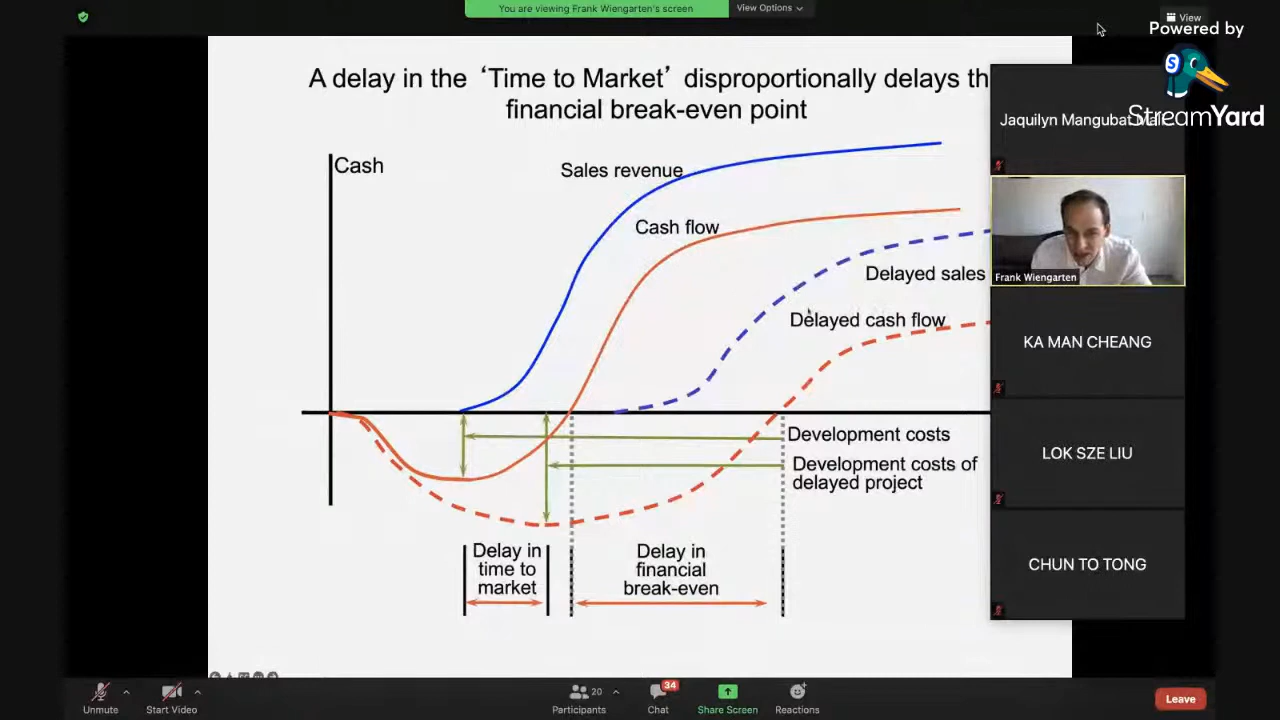 You are viewing Frank Wiengarten's screen
View Options
View
Powered by
StreamYard
A delay in the ‘Time to Market’ disproportionally delays th
financial break-even point
Cash
Sales revenue
Cash flow
Delayed sales
Delayed cash flow
Development costs
Development costs of
delayed project
Delay in
time to
market
Delay in
financial
break-even
Jaquilyn Mangubat
Frank Wiengarten
KA MAN CHEANG
LOK SZE LIU
CHUN TO TONG
Unmute
Start Video
20
Participants
34
Chat
Share Screen
Reactions
Leave